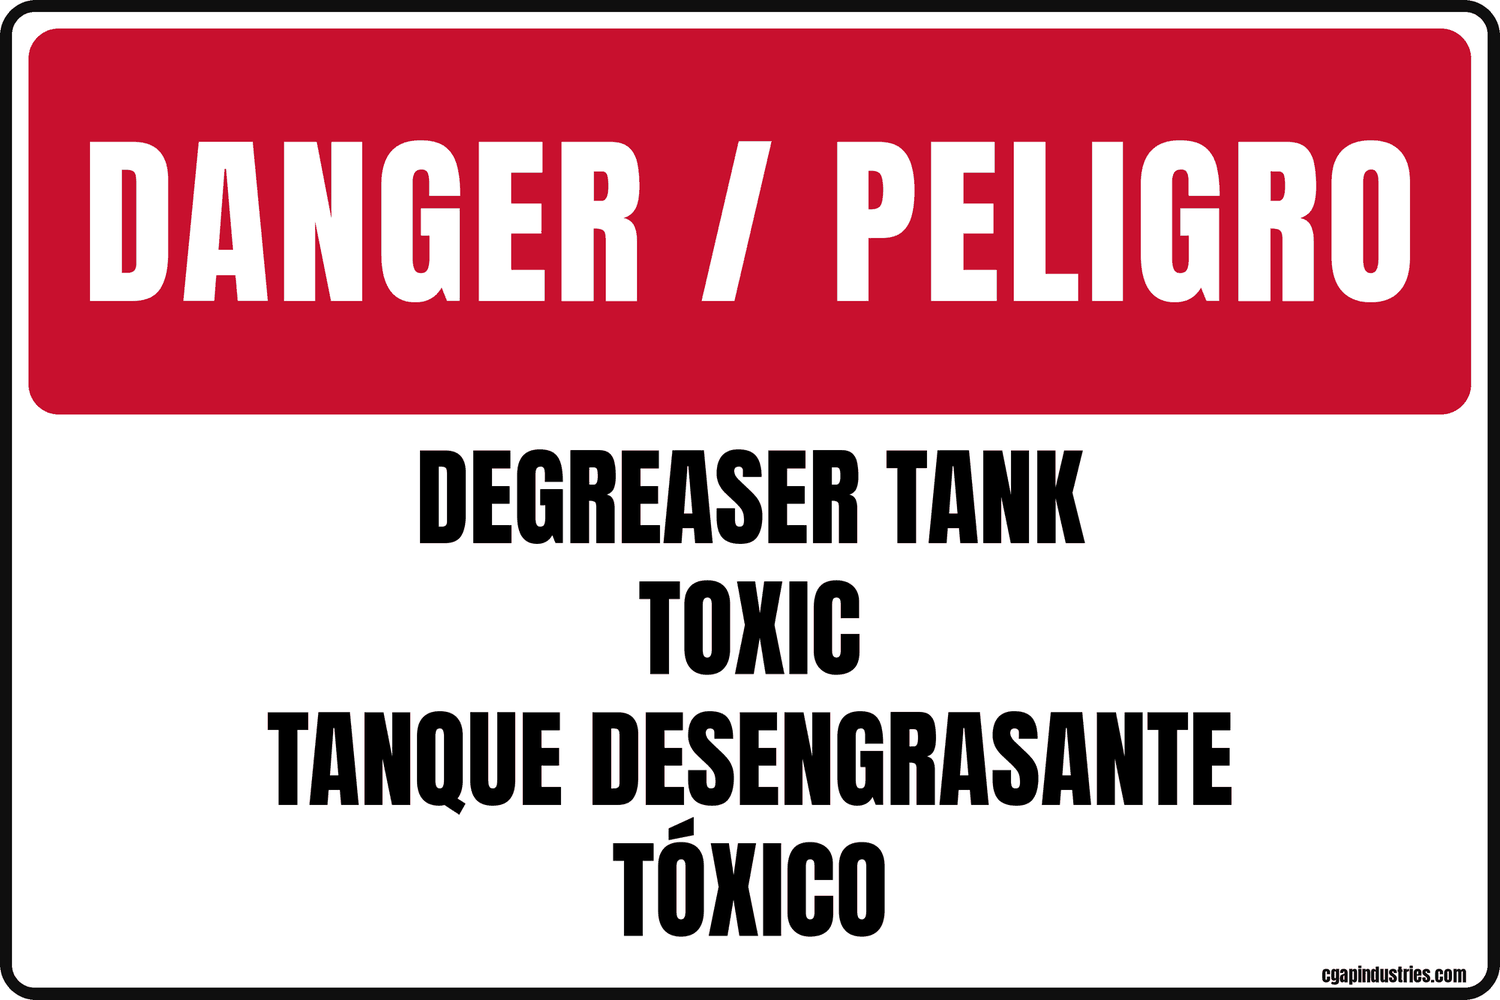 DANGER / PELIGRO
DEGREASER TANK
TOXIC
TANQUE DESENGRASANTE
TÓXICO
cgapindustries.com